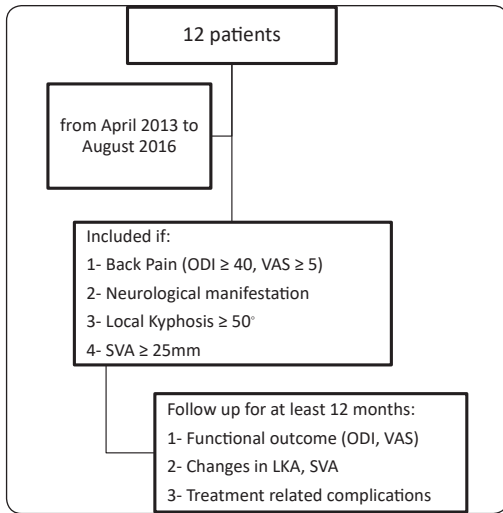 12 patients
from April 2013 to
August 2016
Included if:
1- Back Pain (ODI ≥ 40, VAS ≥ 5)
2- Neurological manifestation
3- Local Kyphosis ≥ 50°
4- SVA ≥ 25mm
Follow up for at least 12 months:
1- Functional outcome (ODI, VAS)
2- Changes in LKA, SVA
3- Treatment related complications